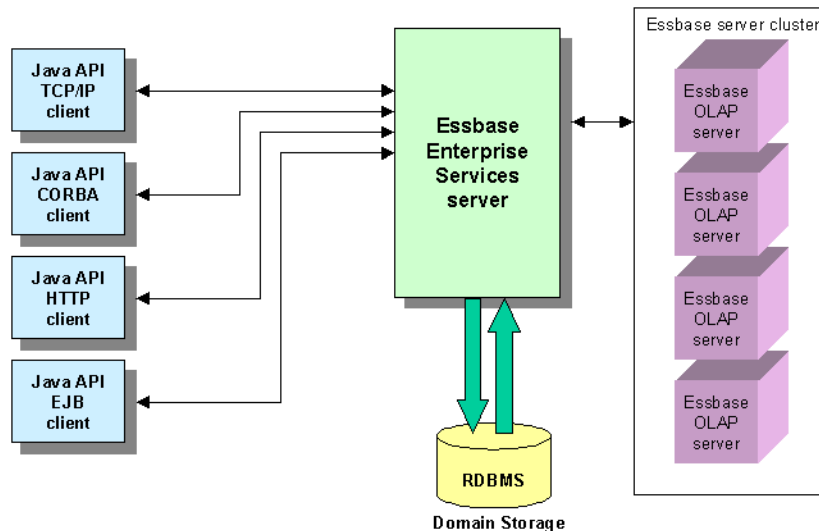 Java API
TCP/IP
client
Java API
CORBA
client
Java API
HTTP
client
Java API
EJB
client
Essbase
Enterprise
Services
server
RDBMS
Domain Storage
Essbase server cluster
Essbase
OLAP
server
Essbase
OLAP
server
Essbase
OLAP
server
Essbase
OLAP
server